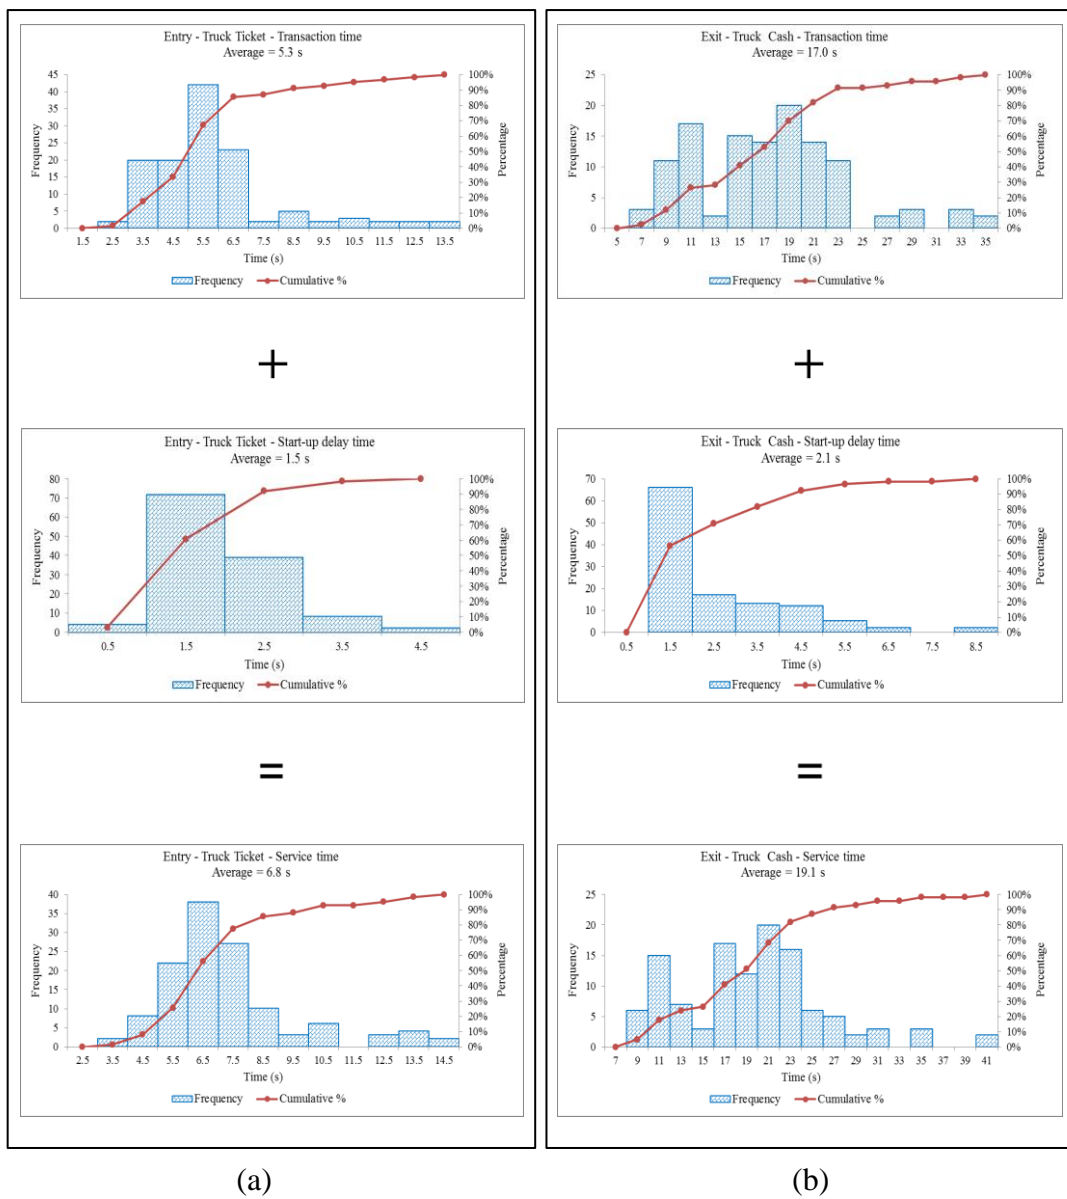 Entry - Truck Ticket - Transaction time
Average = 5.3 s
45
40
35
30
25
20
15
10
5
0
Frequency
100%
90%
80%
70%
60%
50%
40%
30%
20%
10%
0%
Percentage
1.5 2.5 3.5 4.5 5.5 6.5 7.5 8.5 9.5 10.5 11.5 12.5 13.5
Time (s)
Frequency Cumulative %
+
Entry - Truck Ticket - Start-up delay time
Average = 1.5 s
80
70
60
50
40
30
20
10
0
Frequency
100%
90%
80%
70%
60%
50%
40%
30%
20%
10%
0%
Percentage
0.5 1.5 2.5 3.5 4.5
Time (s)
Frequency Cumulative %
=
Entry - Truck Ticket - Service time
Average = 6.8 s
40
35
30
25
20
15
10
5
0
Frequency
100%
90%
80%
70%
60%
50%
40%
30%
20%
10%
0%
Percentage
2.5 3.5 4.5 5.5 6.5 7.5 8.5 9.5 10.5 11.5 12.5 13.5 14.5
Time (s)
Frequency Cumulative %
(a)
Exit - Truck Cash - Transaction time
Average = 17.0 s
25
20
15
10
5
0
Frequency
100%
90%
80%
70%
60%
50%
40%
30%
20%
10%
0%
Percentage
5 7 9 11 13 15 17 19 21 23 25 27 29 31 33 35
Time (s)
Frequency Cumulative %
+
Exit - Truck Cash - Start-up delay time
Average = 2.1 s
70
60
50
40
30
20
10
0
Frequency
100%
90%
80%
70%
60%
50%
40%
30%
20%
10%
0%
Percentage
0.5 1.5 2.5 3.5 4.5 5.5 6.5 7.5 8.5
Time (s)
Frequency Cumulative %
=
Exit - Truck Cash - Service time
Average = 19.1 s
25
20
15
10
5
0
Frequency
100%
90%
80%
70%
60%
50%
40%
30%
20%
10%
0%
Percentage
7 9 11 13 15 17 19 21 23 25 27 29 31 33 35 37 39 41
Time (s)
Frequency Cumulative %
(b)